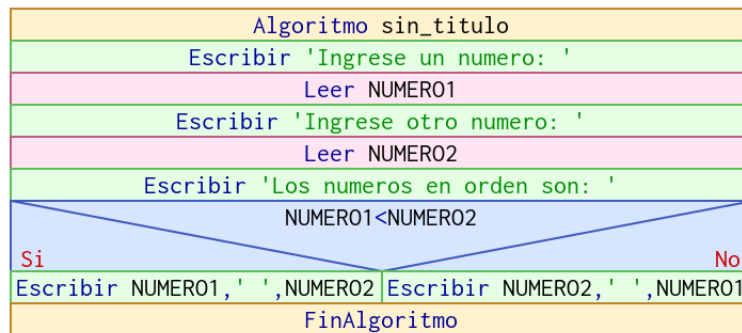 Algoritmo sin_titulo
Escribir 'Ingrese un numero: '
Leer NUMERO1
Escribir 'Ingrese otro numero: '
Leer NUMERO2
Escribir 'Los numeros en orden son: '
NUMERO1<NUMERO2
Si No
Escribir NUMERO1,' ',NUMERO2 Escribir NUMERO2,' ',NUMERO1
FinAlgoritmo